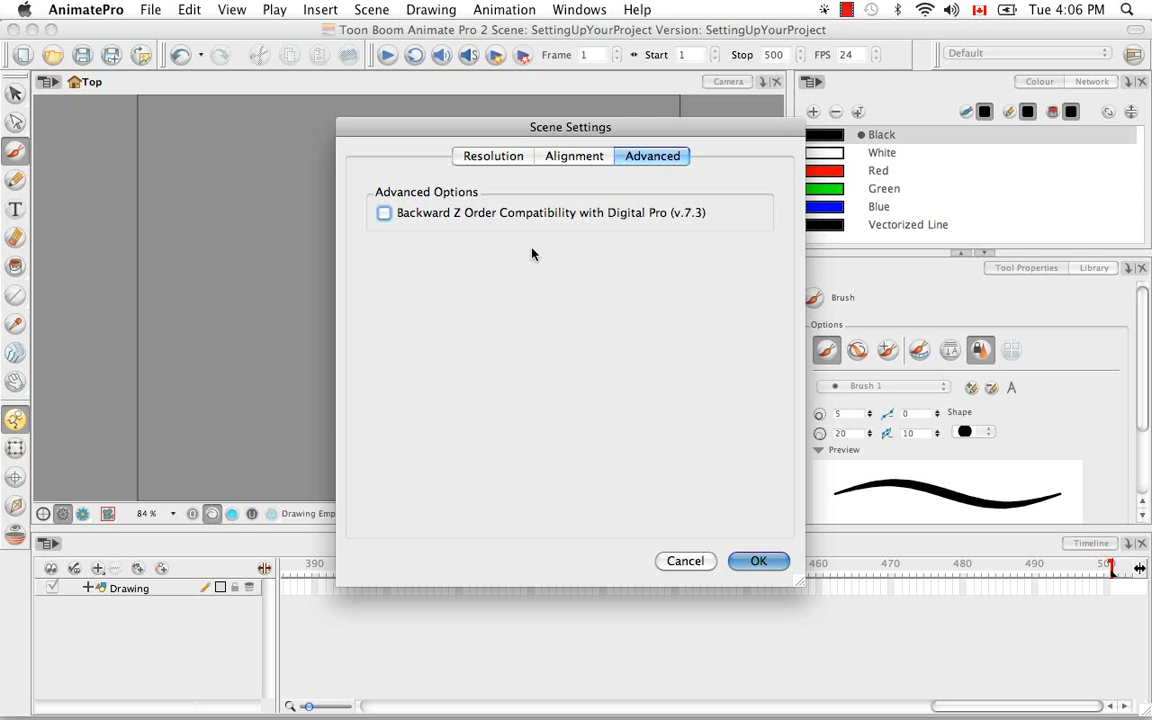 AnimatePro File Edit View Play Insert Scene Drawing Animation Windows Help Tue 4:06 PM
Toon Boom Animate Pro 2 Scene: SettingUpYourProject Version: SettingUpYourProject
Frame 1 Start 1 Stop 500 FPS 24 Default
Top Camera Colour Network
Scene Settings
Resolution Alignment Advanced
Advanced Options
Backward Z Order Compatibility with Digital Pro (v.7.3)
Cancel OK
Black
White
Red
Green
Blue
Vectorized Line
Tool Properties Library
Brush
Options
Brush 1
5 0 Shape
20 10
Preview
84 % Drawing Emp
Timeline
390 460 470 480 490 500
Drawing